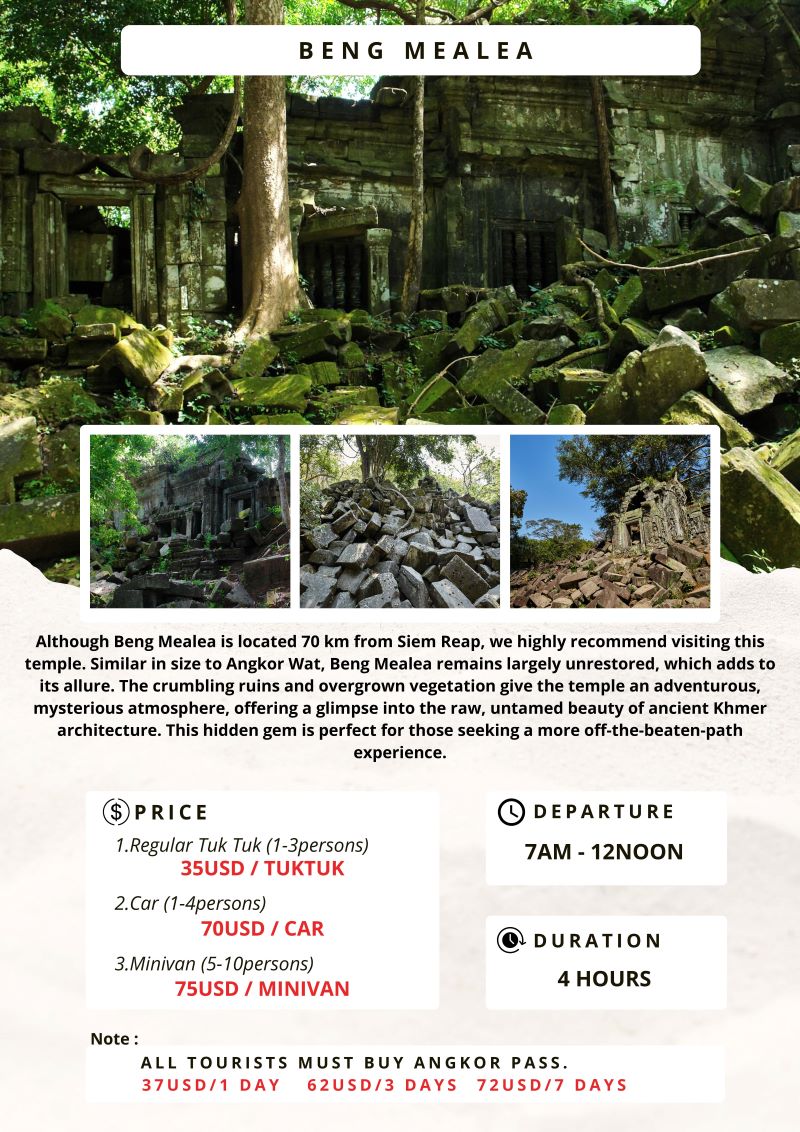 BENG MEALEA
Although Beng Mealea is located 70 km from Siem Reap, we highly recommend visiting this
temple. Similar in size to Angkor Wat, Beng Mealea remains largely unrestored, which adds to
its allure. The crumbling ruins and overgrown vegetation give the temple an adventurous,
mysterious atmosphere, offering a glimpse into the raw, untamed beauty of ancient Khmer
architecture. This hidden gem is perfect for those seeking a more off-the-beaten-path
experience.
$ PRICE
1.Regular Tuk Tuk (1-3persons)
35USD / TUKTUK
2.Car (1-4persons)
70USD / CAR
3.Minivan (5-10persons)
75USD / MINIVAN
DEPARTURE
7AM - 12NOON
DURATION
4 HOURS
Note :
ALL TOURISTS MUST BUY ANGKOR PASS.
37USD/1 DAY 62USD/3 DAYS 72USD/7 DAYS